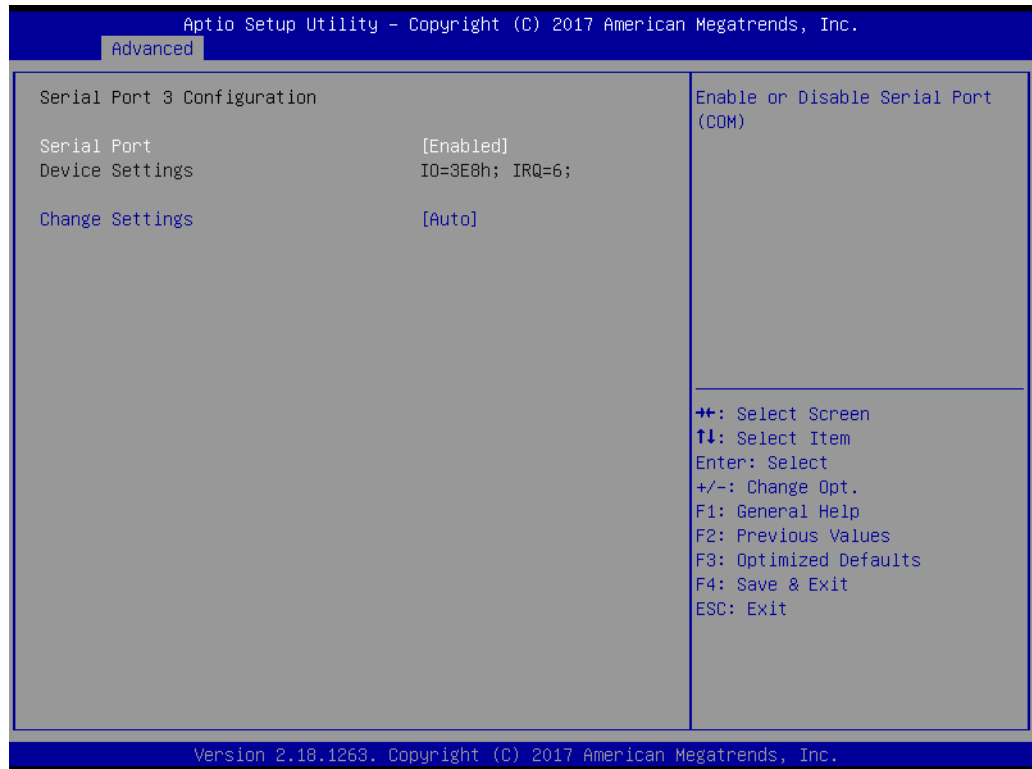 Aptio Setup Utility – Copyright (C) 2017 American Megatrends, Inc.
Advanced
Serial Port 3 Configuration
Serial Port [Enabled]
Device Settings IO=3E8h; IRQ=6;
Change Settings [Auto]
Enable or Disable Serial Port
(COM)
→←: Select Screen
↑↓: Select Item
Enter: Select
+/-: Change Opt.
F1: General Help
F2: Previous Values
F3: Optimized Defaults
F4: Save & Exit
ESC: Exit
Version 2.18.1263. Copyright (C) 2017 American Megatrends, Inc.